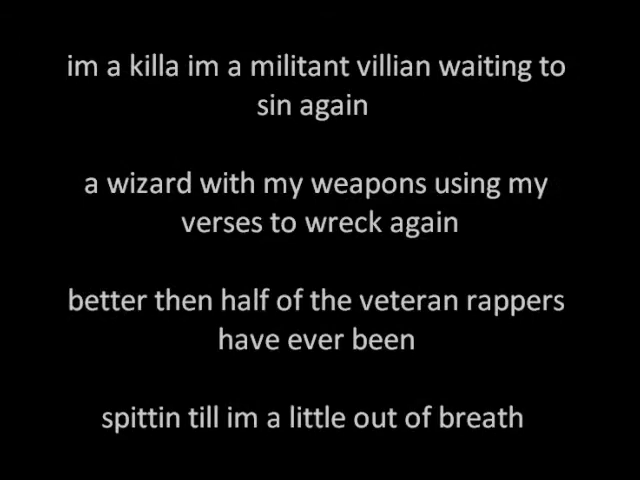 im a killa im a militant villian waiting to
sin again
a wizard with my weapons using my
verses to wreck again
better then half of the veteran rappers
have ever been
spittin till im a little out of breath